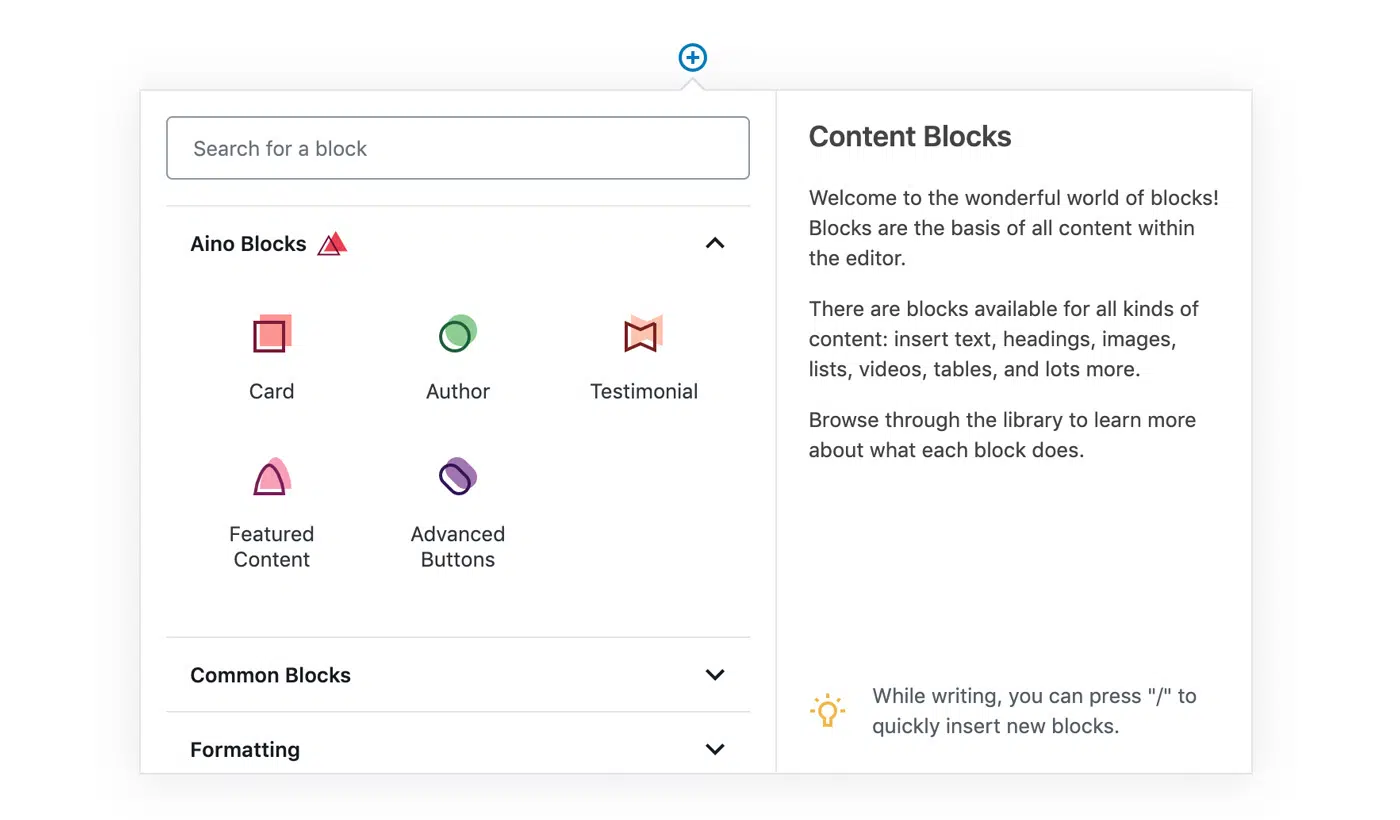 Search for a block
Aino Blocks
Card
Author
Testimonial
Featured
Content
Advanced
Buttons
Common Blocks
Formatting
Content Blocks
Welcome to the wonderful world of blocks!
Blocks are the basis of all content within
the editor.
There are blocks available for all kinds of
content: insert text, headings, images,
lists, videos, tables, and lots more.
Browse through the library to learn more
about what each block does.
While writing, you can press "/" to
quickly insert new blocks.